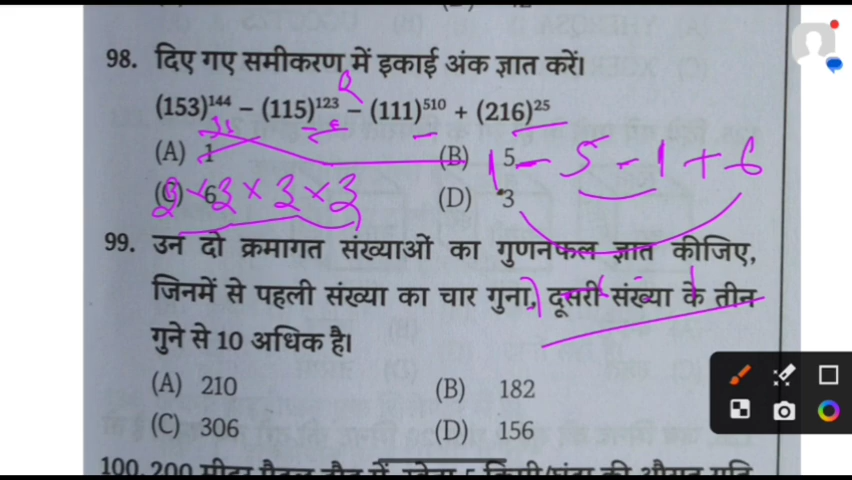 98. दिए गए समीकरण में इकाई अंक ज्ञात करें।
(153)¹⁴⁴ − (115)¹²³ − (111)⁵¹⁰ + (216)²⁵
(A) 1 (B) 5
1 − 5 − 1 + 6
(C) 6 (D) 3
3 × 3 × 3 × 3
99. उन दो क्रमागत संख्याओं का गुणनफल ज्ञात कीजिए,
जिनमें से पहली संख्या का चार गुना, दूसरी संख्या के तीन
गुने से 10 अधिक है।
(A) 210 (B) 182
(C) 306 (D) 156